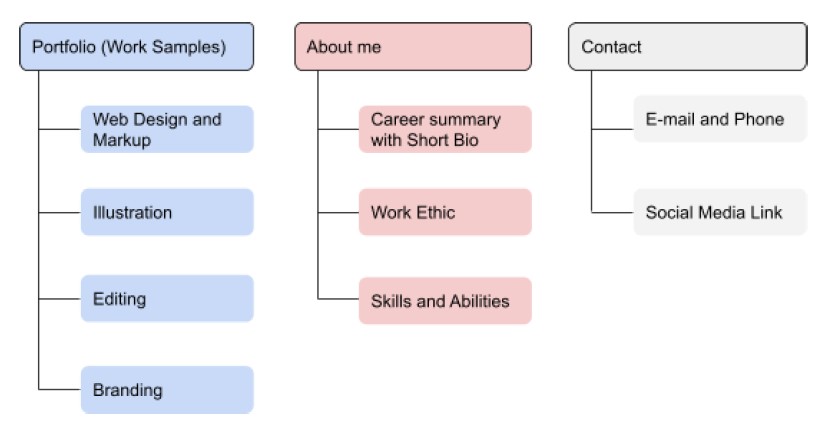 Portfolio (Work Samples)
Web Design and
Markup
Illustration
Editing
Branding
About me
Career summary
with Short Bio
Work Ethic
Skills and Abilities
Contact
E-mail and Phone
Social Media Link